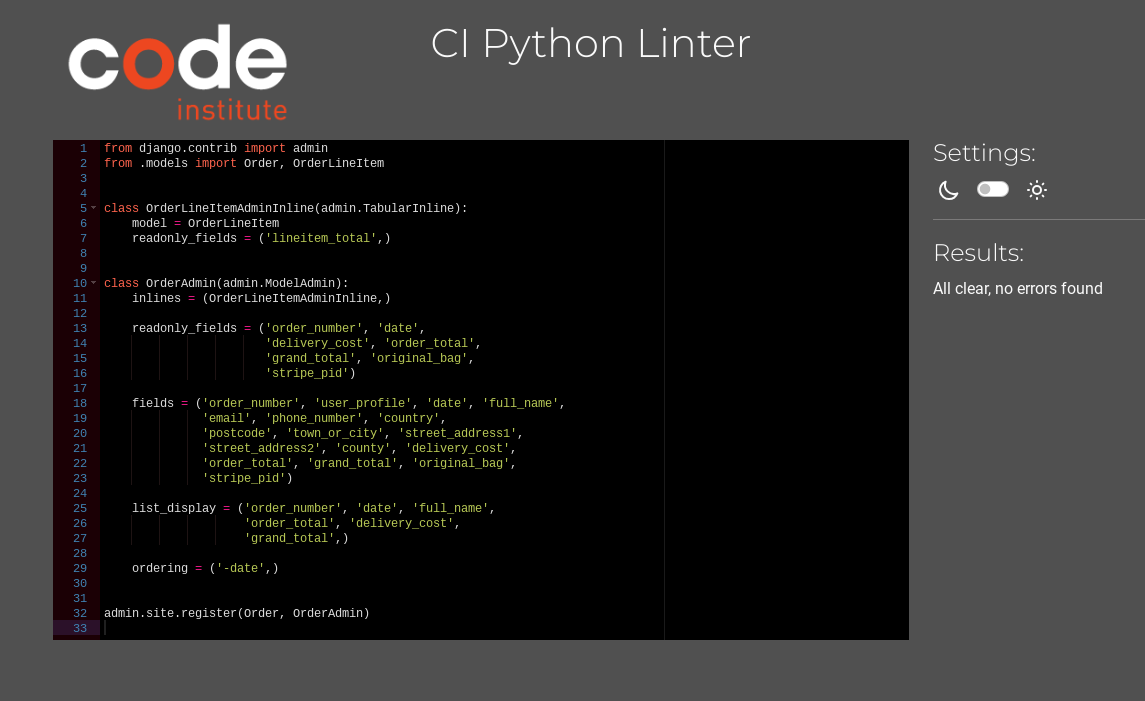 code
institute
CI Python Linter
1 from django.contrib import admin
2 from .models import Order, OrderLineItem
3
4
5 class OrderLineItemAdminInline(admin.TabularInline):
6     model = OrderLineItem
7     readonly_fields = ('lineitem_total',)
8
9
10 class OrderAdmin(admin.ModelAdmin):
11     inlines = (OrderLineItemAdminInline,)
12
13     readonly_fields = ('order_number', 'date',
14                        'delivery_cost', 'order_total',
15                        'grand_total', 'original_bag',
16                        'stripe_pid')
17
18     fields = ('order_number', 'user_profile', 'date', 'full_name',
19               'email', 'phone_number', 'country',
20               'postcode', 'town_or_city', 'street_address1',
21               'street_address2', 'county', 'delivery_cost',
22               'order_total', 'grand_total', 'original_bag',
23               'stripe_pid')
24
25     list_display = ('order_number', 'date', 'full_name',
26                     'order_total', 'delivery_cost',
27                     'grand_total',)
28
29     ordering = ('-date',)
30
31
32 admin.site.register(Order, OrderAdmin)
33
Settings:
Results:
All clear, no errors found